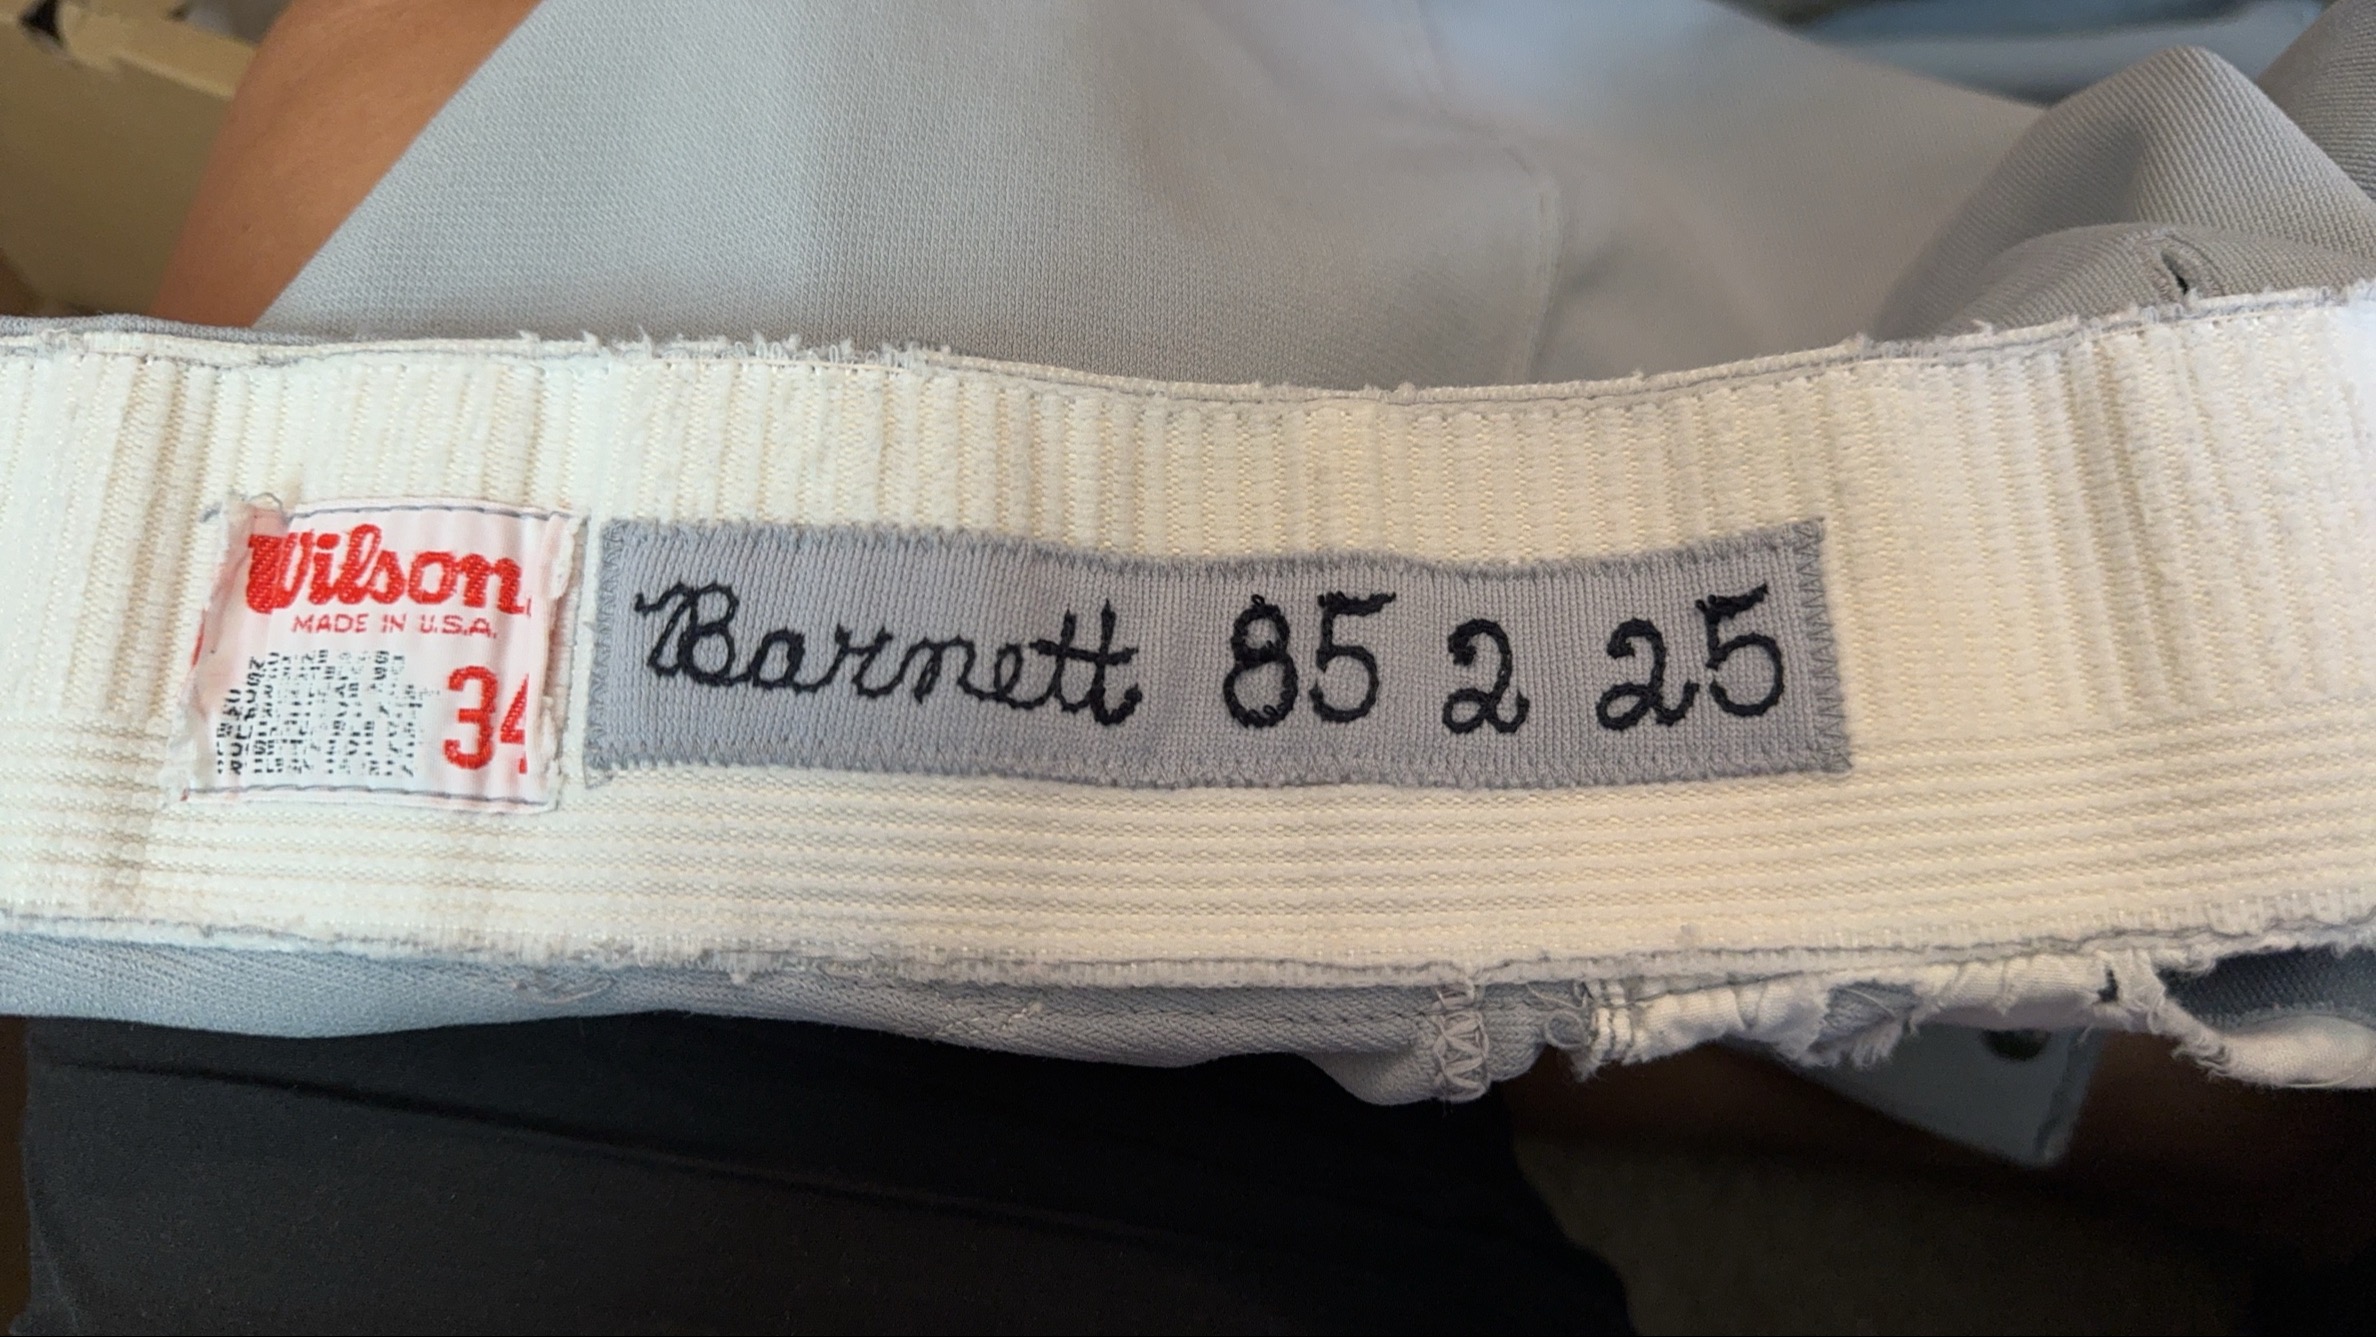 Wilson
MADE IN U.S.A.
34
Barnett 85 2 25